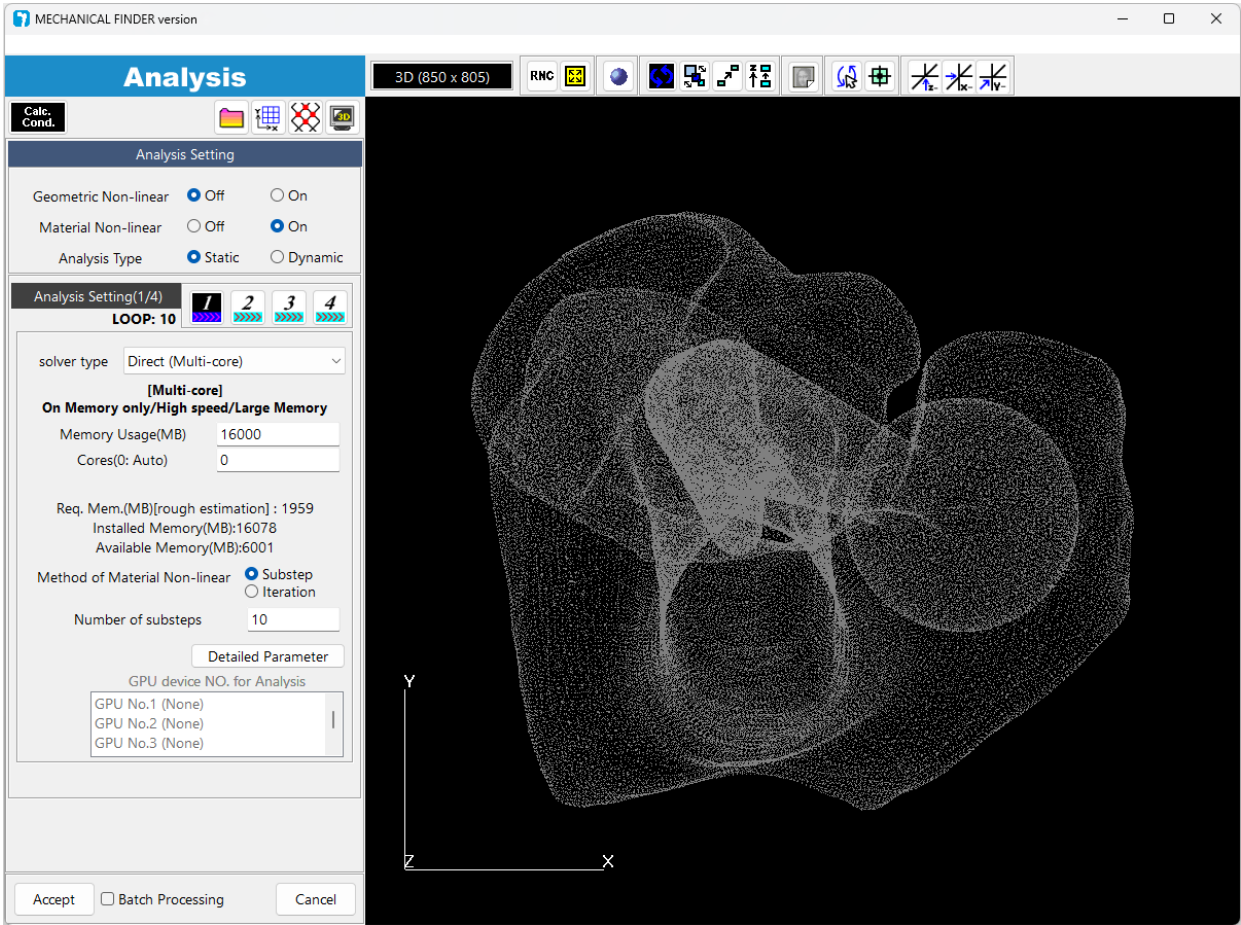 MECHANICAL FINDER version
Analysis
3D (850 x 805)
RNC
Calc.
Cond.
3D
Analysis Setting
Geometric Non-linear Off On
Material Non-linear Off On
Analysis Type Static Dynamic
Analysis Setting(1/4)
LOOP: 10
1 2 3 4
solver type Direct (Multi-core)
[Multi-core]
On Memory only/High speed/Large Memory
Memory Usage(MB) 16000
Cores(0: Auto) 0
Req. Mem.(MB)[rough estimation] : 1959
Installed Memory(MB):16078
Available Memory(MB):6001
Method of Material Non-linear Substep
Iteration
Number of substeps 10
Detailed Parameter
GPU device NO. for Analysis
GPU No.1 (None)
GPU No.2 (None)
GPU No.3 (None)
Accept Batch Processing Cancel
Y
Z X